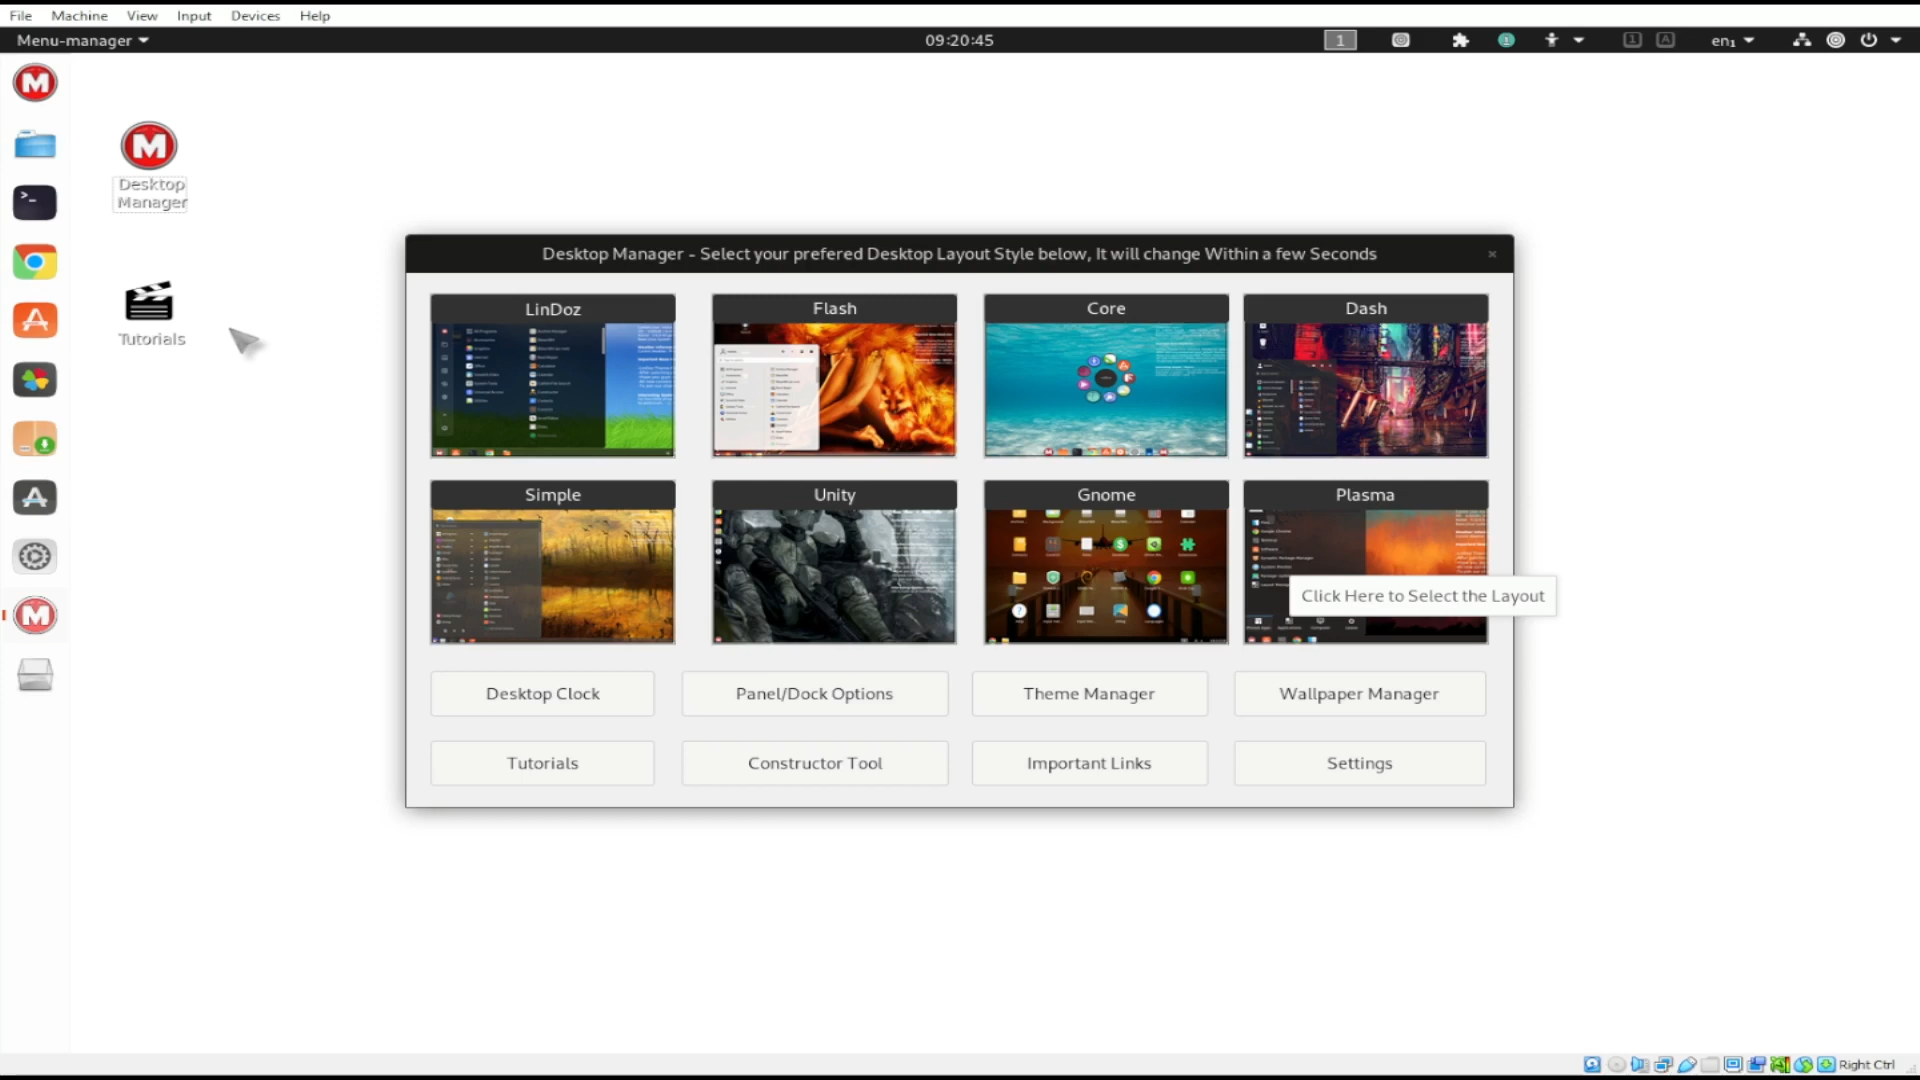 File Machine View Input Devices Help
Menu-manager 09:20:45 1 1 1 A en₁
M
M
Desktop
Manager
>_
Desktop Manager - Select your prefered Desktop Layout Style below, It will change Within a few Seconds ×
LinDoz Flash Core Dash
Tutorials
Simple Unity Gnome Plasma
Click Here to Select the Layout
M
Desktop Clock Panel/Dock Options Theme Manager Wallpaper Manager
Tutorials Constructor Tool Important Links Settings
Right Ctrl